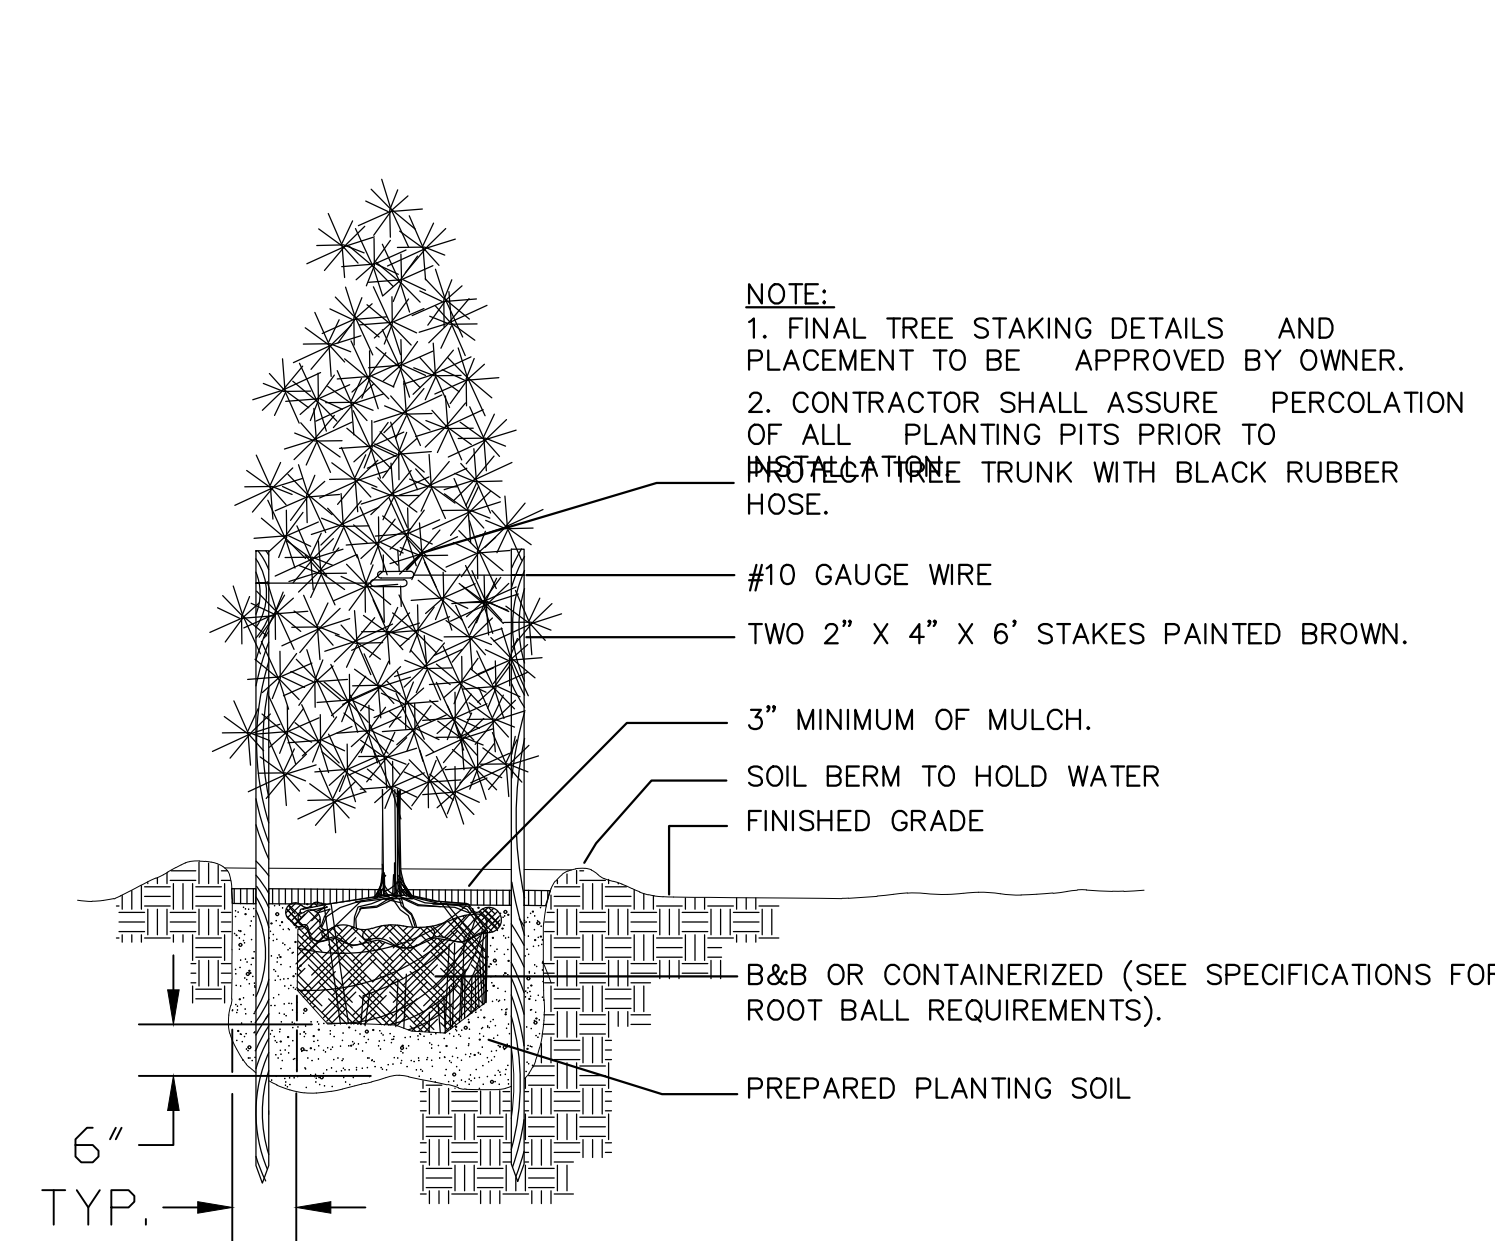 NOTE:
1. FINAL TREE STAKING DETAILS AND
PLACEMENT TO BE APPROVED BY OWNER.
2. CONTRACTOR SHALL ASSURE PERCOLATION
OF ALL PLANTING PITS PRIOR TO
INSTALLATION.
PROTECT TREE TRUNK WITH BLACK RUBBER
HOSE.
#10 GAUGE WIRE
TWO 2” X 4” X 6’ STAKES PAINTED BROWN.
3” MINIMUM OF MULCH.
SOIL BERM TO HOLD WATER
FINISHED GRADE
B&B OR CONTAINERIZED (SEE SPECIFICATIONS FOR
ROOT BALL REQUIREMENTS).
PREPARED PLANTING SOIL
6”
TYP.